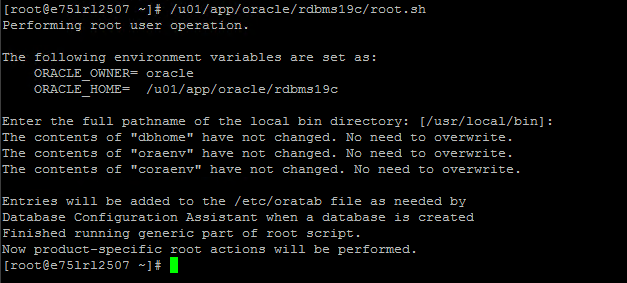 [root@e75lrl2507 ~]# /u01/app/oracle/rdbms19c/root.sh
Performing root user operation.
The following environment variables are set as:
ORACLE_OWNER= oracle
ORACLE_HOME= /u01/app/oracle/rdbms19c
Enter the full pathname of the local bin directory: [/usr/local/bin]:
The contents of "dbhome" have not changed. No need to overwrite.
The contents of "oraenv" have not changed. No need to overwrite.
The contents of "coraenv" have not changed. No need to overwrite.
Entries will be added to the /etc/oratab file as needed by
Database Configuration Assistant when a database is created
Finished running generic part of root script.
Now product-specific root actions will be performed.
[root@e75lrl2507 ~]#